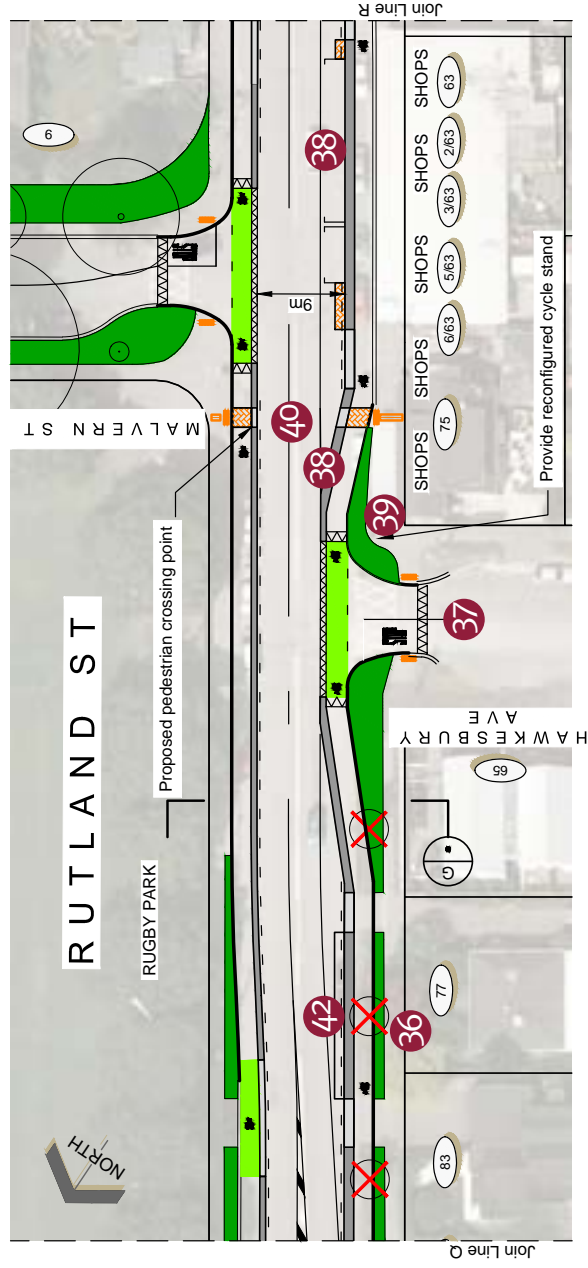 RUTLAND ST
RUGBY PARK
NORTH
Proposed pedestrian crossing point
MALVERN ST
9
9m
40
38
38
42
36
39
37
Join Line Q
Join Line R
83
77
G
65
HAWKESBURY
AVE
Provide reconfigured cycle stand
SHOPS
75
SHOPS
6/63
SHOPS
5/63
3/63
SHOPS
2/63
SHOPS
63